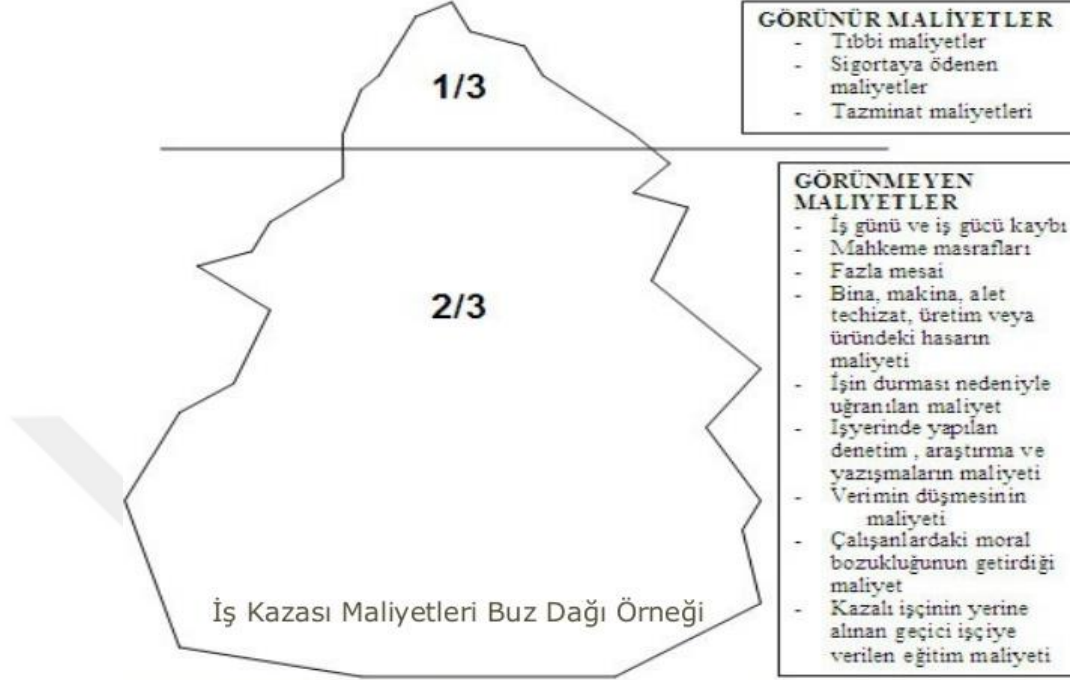 1/3
GÖRÜNÜR MALİYETLER
- Tıbbi maliyetler
- Sigortaya ödenen
maliyetler
- Tazminat maliyetleri
2/3
GÖRÜNMEYEN
MALIYETLER
- İş günü ve iş gücü kaybı
- Mahkeme masrafları
- Fazla mesai
- Bina, makina, alet
techizat, üretim veya
üründeki hasarın
maliyeti
- İşin durması nedeniyle
uğranılan maliyet
- Işyerinde yapılan
denetim , araştırma ve
yazışmaların maliyeti
- Verimin düşmesinin
maliyeti
- Çalışanlardaki moral
bozukluğunun getirdiği
maliyet
- Kazalı işçinin yerine
alınan geçici işçiye
verilen eğitim maliyeti
İş Kazası Maliyetleri Buz Dağı Örneği